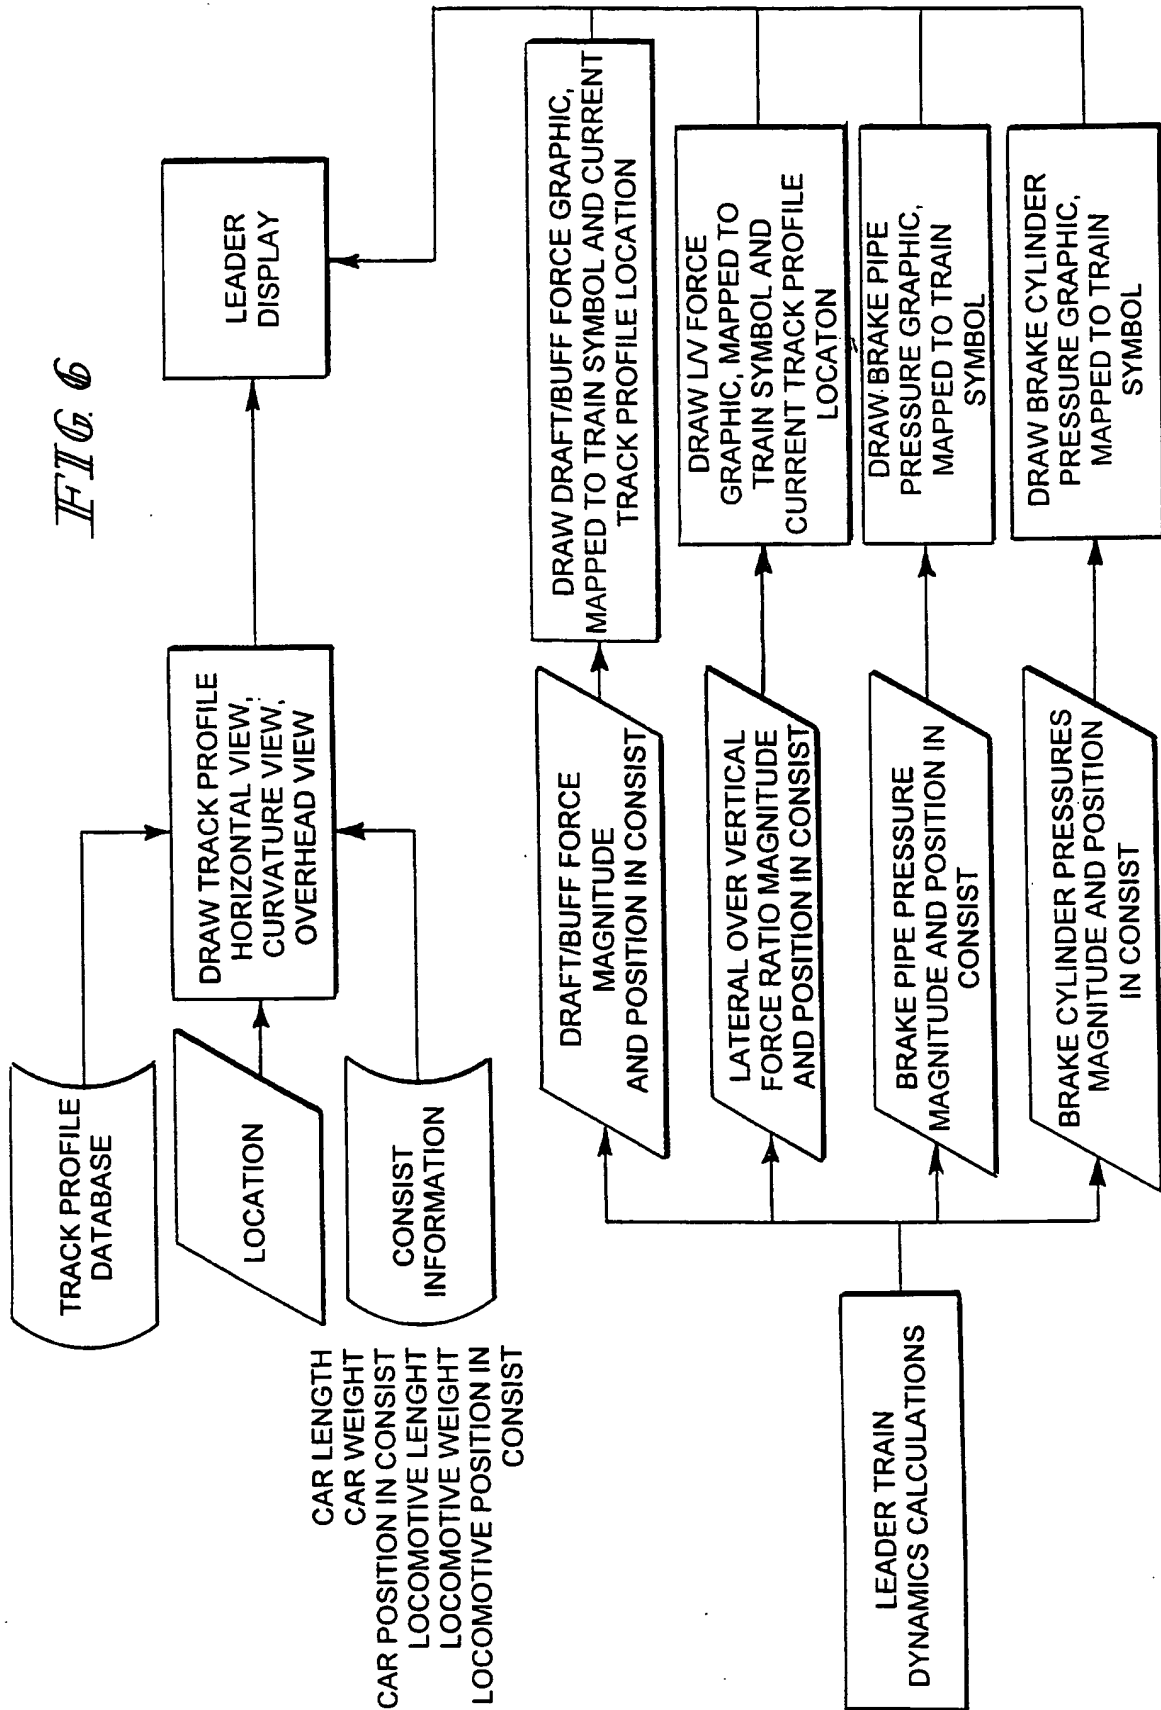 FIG. 6
TRACK PROFILE
DATABASE
LOCATION
CONSIST
INFORMATION
CAR LENGTH
CAR WEIGHT
CAR POSITION IN CONSIST
LOCOMOTIVE LENGHT
LOCOMOTIVE WEIGHT
LOCOMOTIVE POSITION IN
CONSIST
DRAW TRACK PROFILE
HORIZONTAL VIEW,
CURVATURE VIEW,
OVERHEAD VIEW
LEADER
DISPLAY
LEADER TRAIN
DYNAMICS CALCULATIONS
DRAFT/BUFF FORCE
MAGNITUDE
AND POSITION IN CONSIST
LATERAL OVER VERTICAL
FORCE RATIO MAGNITUDE
AND POSITION IN CONSIST
BRAKE PIPE PRESSURE
MAGNITUDE AND POSITION IN
CONSIST
BRAKE CYLINDER PRESSURES
MAGNITUDE AND POSITION
IN CONSIST
DRAW DRAFT/BUFF FORCE GRAPHIC,
MAPPED TO TRAIN SYMBOL AND CURRENT
TRACK PROFILE LOCATION
DRAW L/V FORCE
GRAPHIC, MAPPED TO
TRAIN SYMBOL AND
CURRENT TRACK PROFILE
LOCATON
DRAW BRAKE PIPE
PRESSURE GRAPHIC,
MAPPED TO TRAIN
SYMBOL
DRAW BRAKE CYLINDER
PRESSURE GRAPHIC,
MAPPED TO TRAIN
SYMBOL